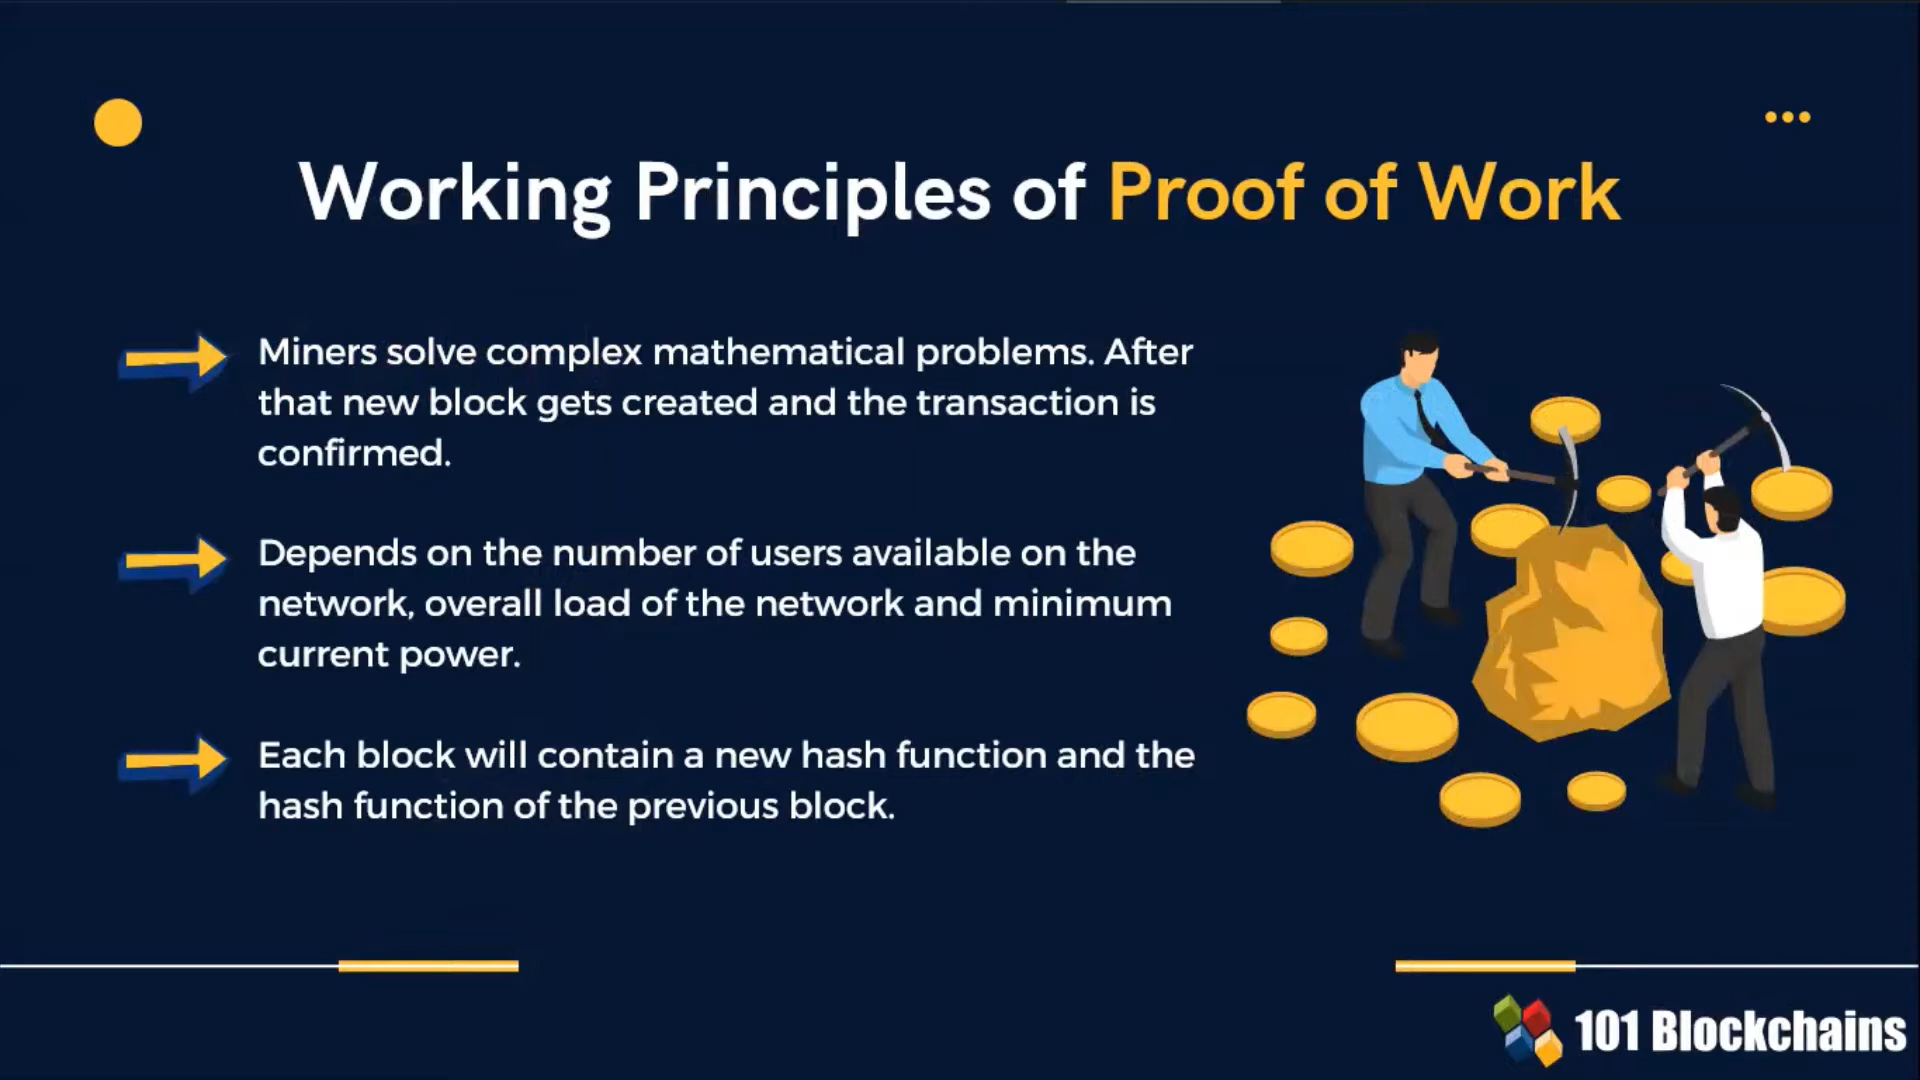 Working Principles of Proof of Work
Miners solve complex mathematical problems. After
that new block gets created and the transaction is
confirmed.
Depends on the number of users available on the
network, overall load of the network and minimum
current power.
Each block will contain a new hash function and the
hash function of the previous block.
101 Blockchains